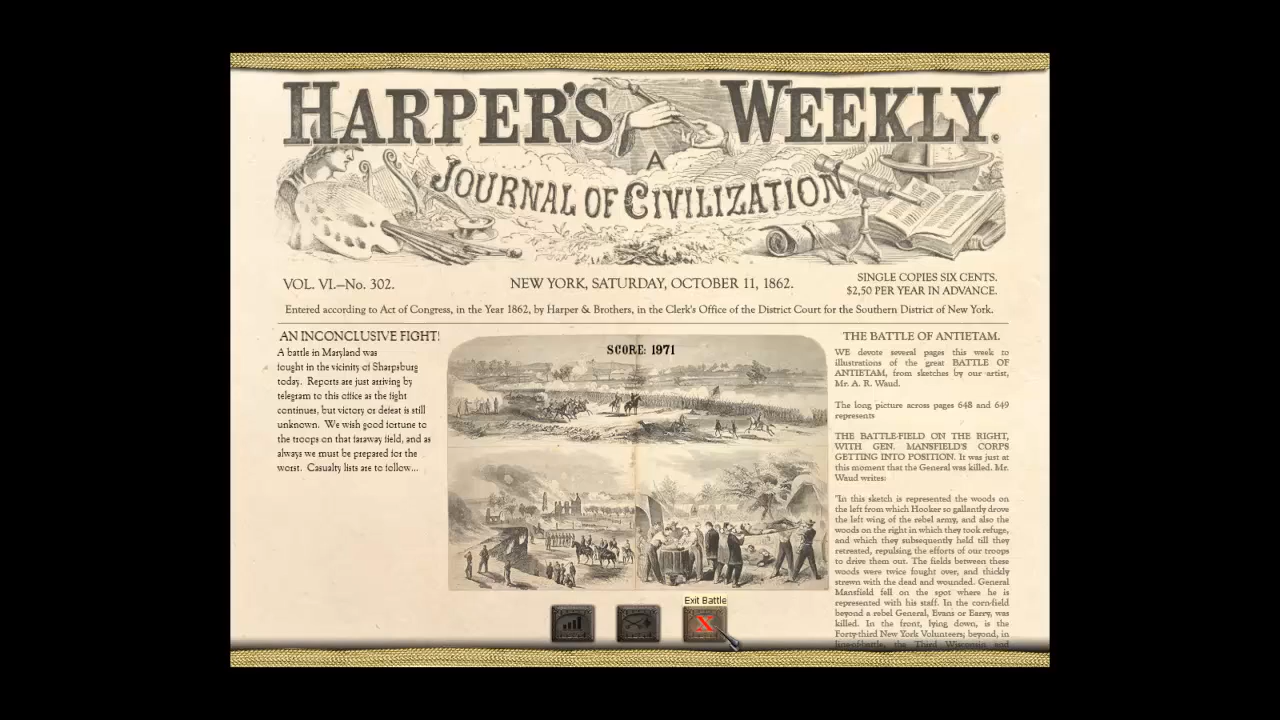 HARPER'S WEEKLY.
A
JOURNAL OF CIVILIZATION
VOL. VI.—No. 302.
NEW YORK, SATURDAY, OCTOBER 11, 1862.
SINGLE COPIES SIX CENTS.
$2,50 PER YEAR IN ADVANCE.
Entered according to Act of Congress, in the Year 1862, by Harper & Brothers, in the Clerk's Office of the District Court for the Southern District of New York.
AN INCONCLUSIVE FIGHT!
A battle in Maryland was
fought in the vicinity of Sharpsburg
today. Reports are just arriving by
telegram to this office as the fight
continues, but victory or defeat is still
unknown. We wish good fortune to
the troops on that faraway field, and as
always we must be prepared for the
worst. Casualty lists are to follow...
SCORE: 1971
THE BATTLE OF ANTIETAM.
WE devote several pages this week to
illustrations of the great BATTLE OF
ANTIETAM, from sketches by our artist,
Mr. A. R. Waud.
The long picture across pages 648 and 649
represents
THE BATTLE-FIELD ON THE RIGHT,
WITH GEN. MANSFIELD'S CORPS
GETTING INTO POSITION. It was just at
this moment that the General was killed. Mr.
Waud writes:
"In this sketch is represented the woods on
the left from which Hooker so gallantly drove
the left wing of the rebel army, and also the
woods on the right in which they took refuge,
and which they subsequently held till they
retreated, repulsing the efforts of our troops
to drive them out. The fields between these
woods were twice fought over, and thickly
strewn with the dead and wounded. General
Mansfield fell on the spot where he is
represented with his staff. In the corn-field
beyond a rebel General, Evans or Early, was
killed. In the front, lying down, is the
Forty-third New York Volunteers; beyond, in
the Third Wisconsin and
Exit Battle
X